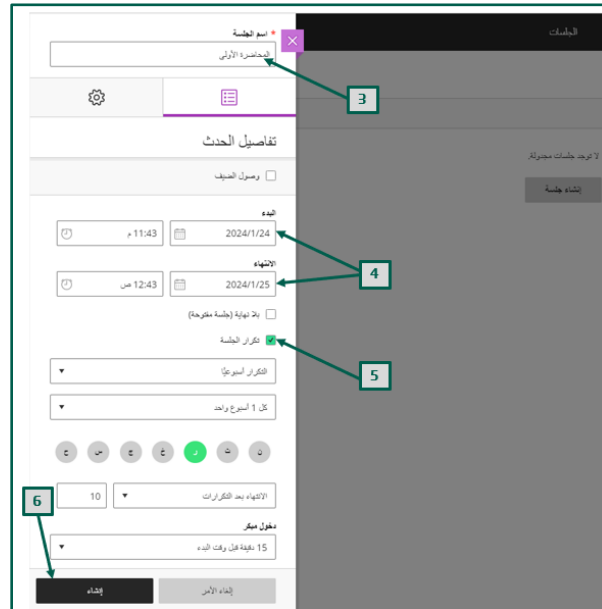 الجلسات
* اسم الجلسة
المحاضرة الأولى
3
تفاصيل الحدث
وصول الضيف
لا توجد جلسات مجدولة.
إنشاء جلسة
البدء
2024/1/24
11:43 م
4
الانتهاء
2024/1/25
12:43 ص
بلا نهاية (جلسة مفتوحة)
تكرار الجلسة
5
التكرار أسبوعيًا
كل 1 أسبوع واحد
ن ث ر خ ج س ح
الانتهاء بعد التكرارات
10
6
دخول مبكر
15 دقيقة قبل وقت البدء
إلغاء الأمر
إنشاء